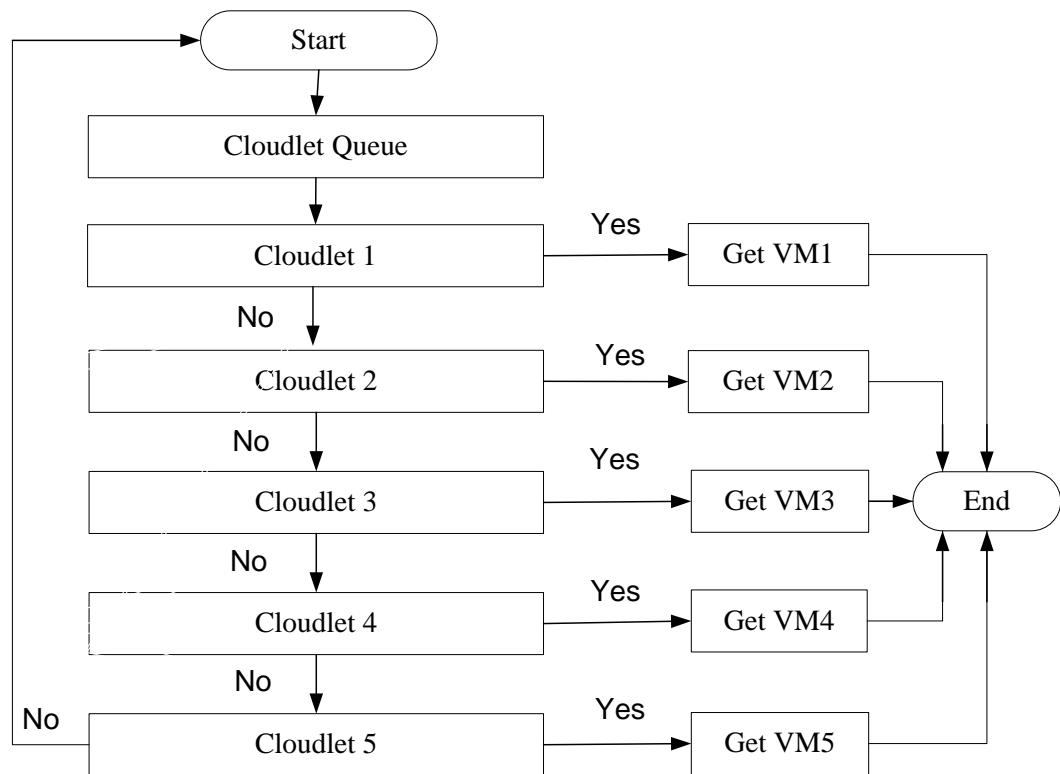 Start
Cloudlet Queue
Yes
Cloudlet 1
Get VM1
No
Yes
Cloudlet 2
Get VM2
No
Yes
Cloudlet 3
Get VM3
End
No
Yes
Cloudlet 4
Get VM4
No
Yes
No
Cloudlet 5
Get VM5